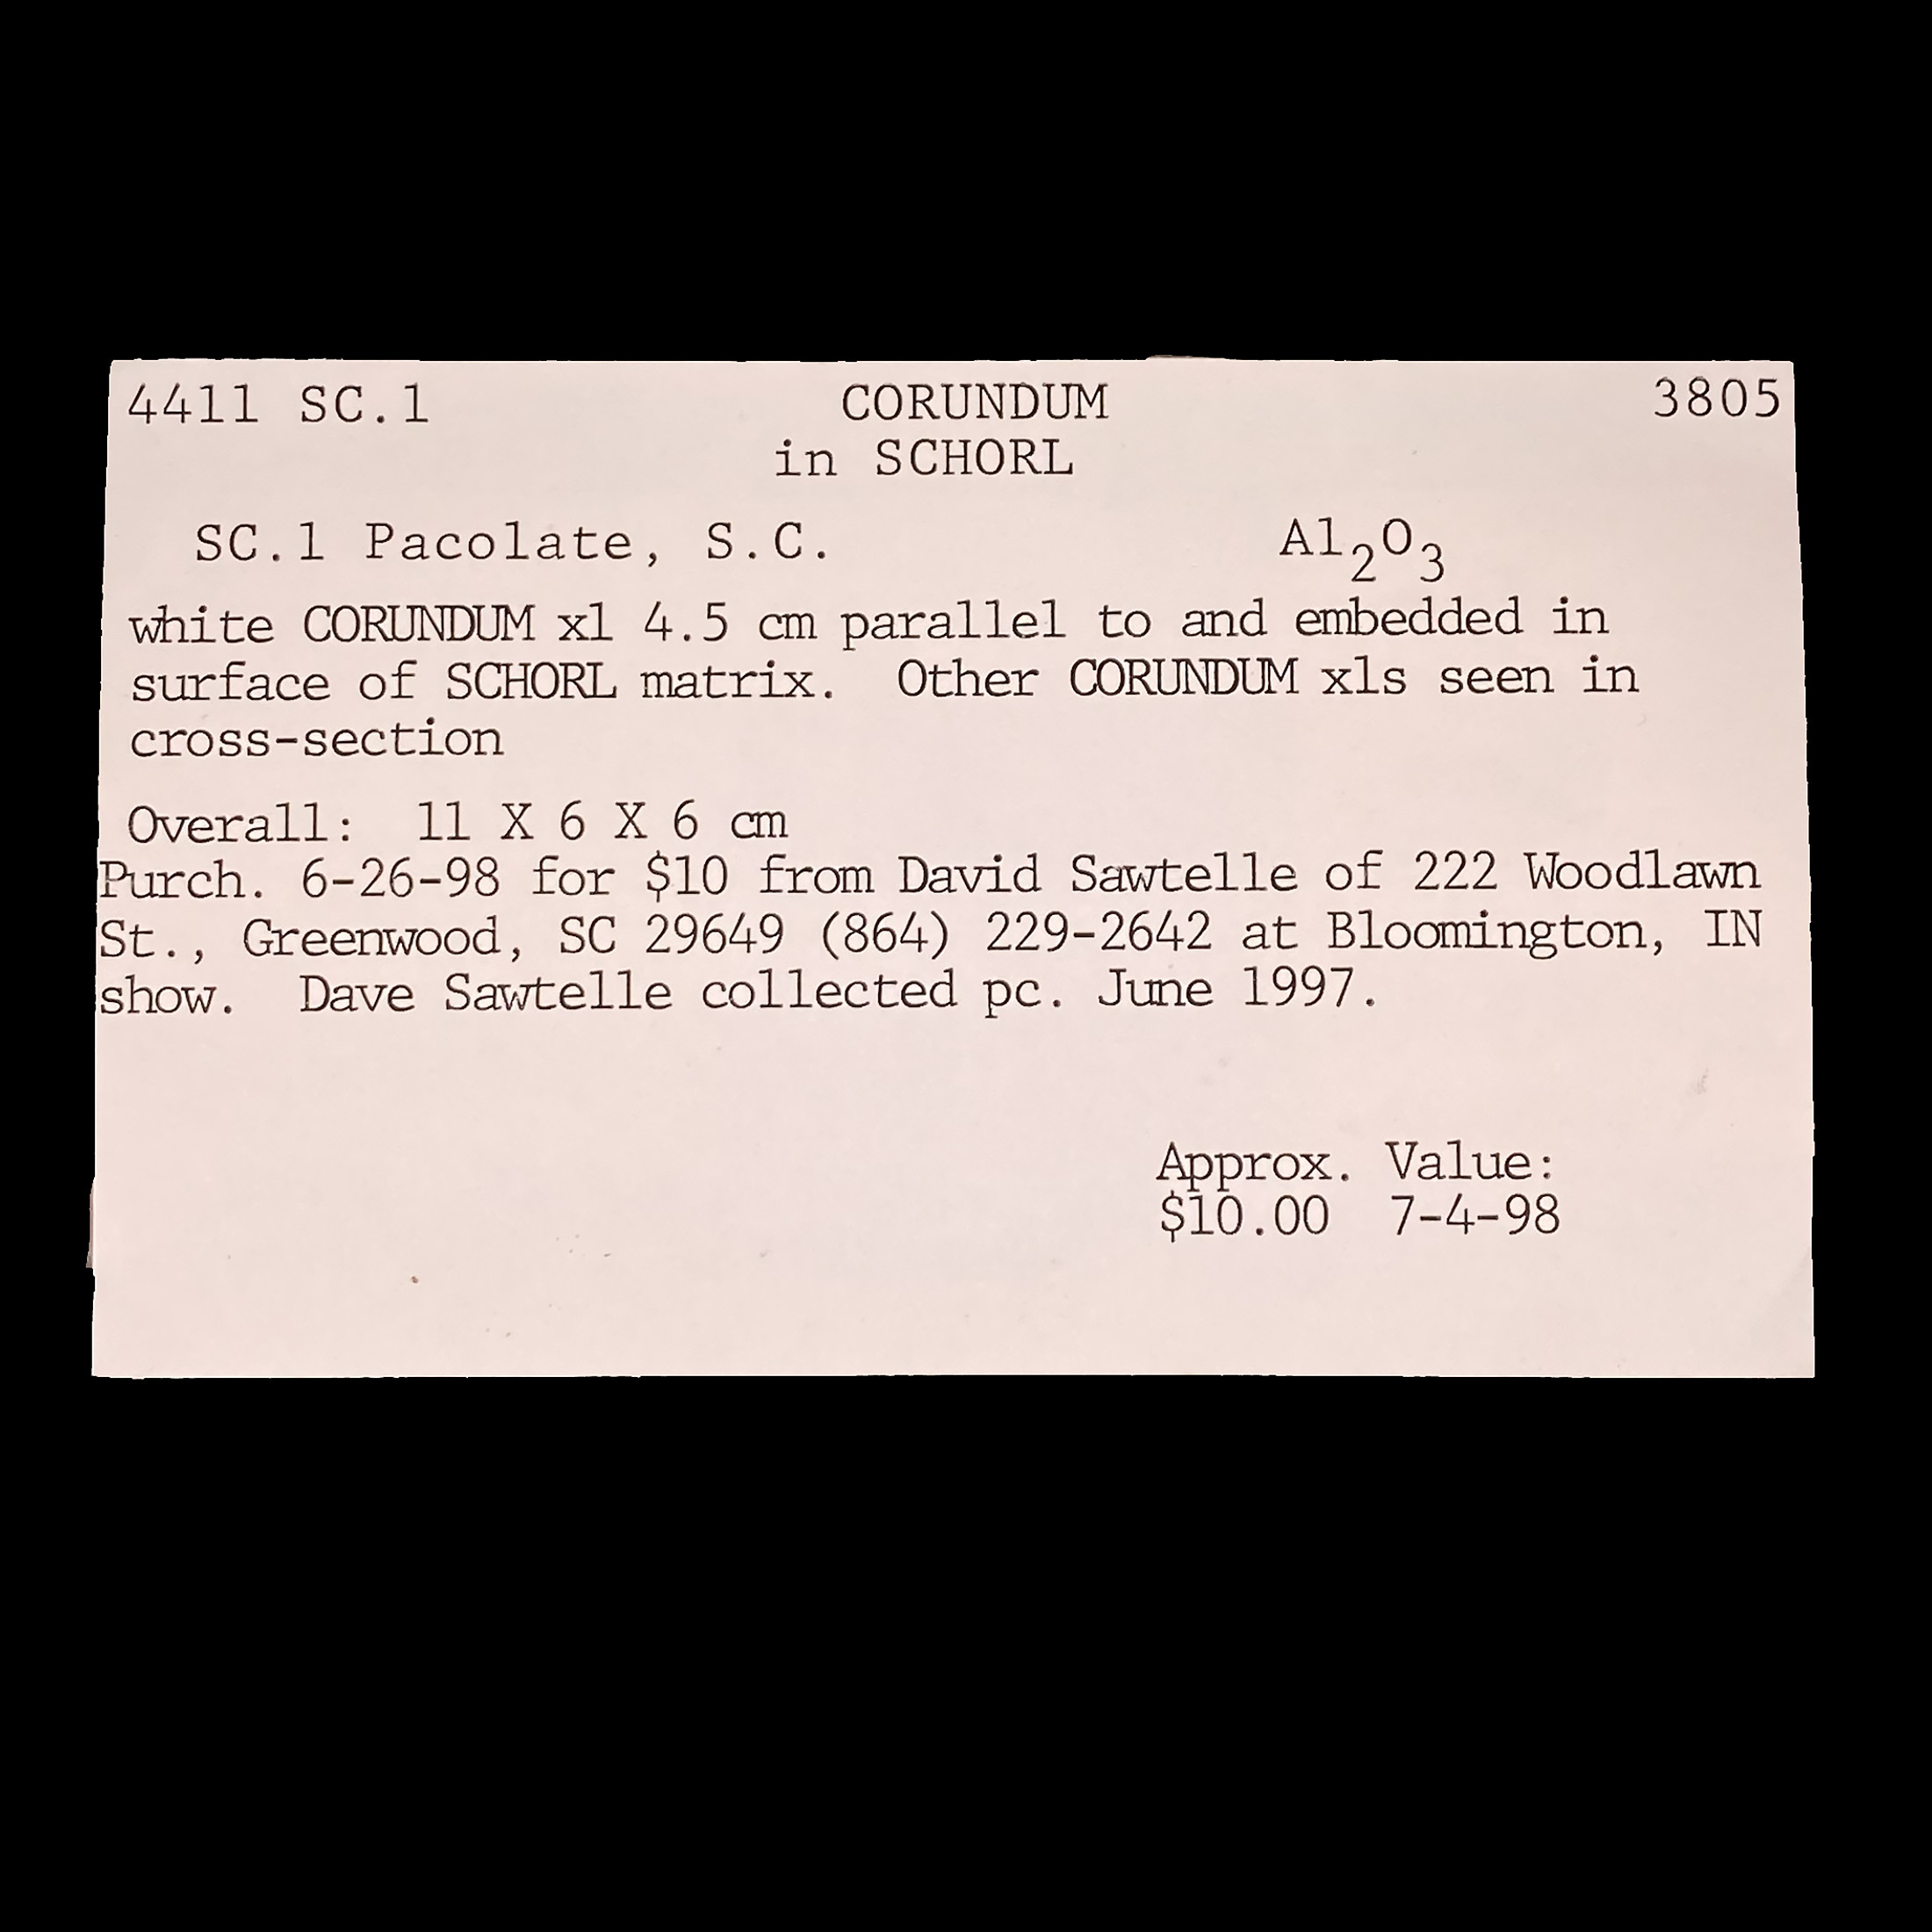 4411 SC.1 CORUNDUM 3805
in SCHORL
SC.1 Pacolate, S.C. Al₂O₃
white CORUNDUM xl 4.5 cm parallel to and embedded in
surface of SCHORL matrix. Other CORUNDUM xls seen in
cross-section
Overall: 11 X 6 X 6 cm
Purch. 6-26-98 for $10 from David Sawtelle of 222 Woodlawn
St., Greenwood, SC 29649 (864) 229-2642 at Bloomington, IN
show. Dave Sawtelle collected pc. June 1997.
Approx. Value:
$10.00 7-4-98